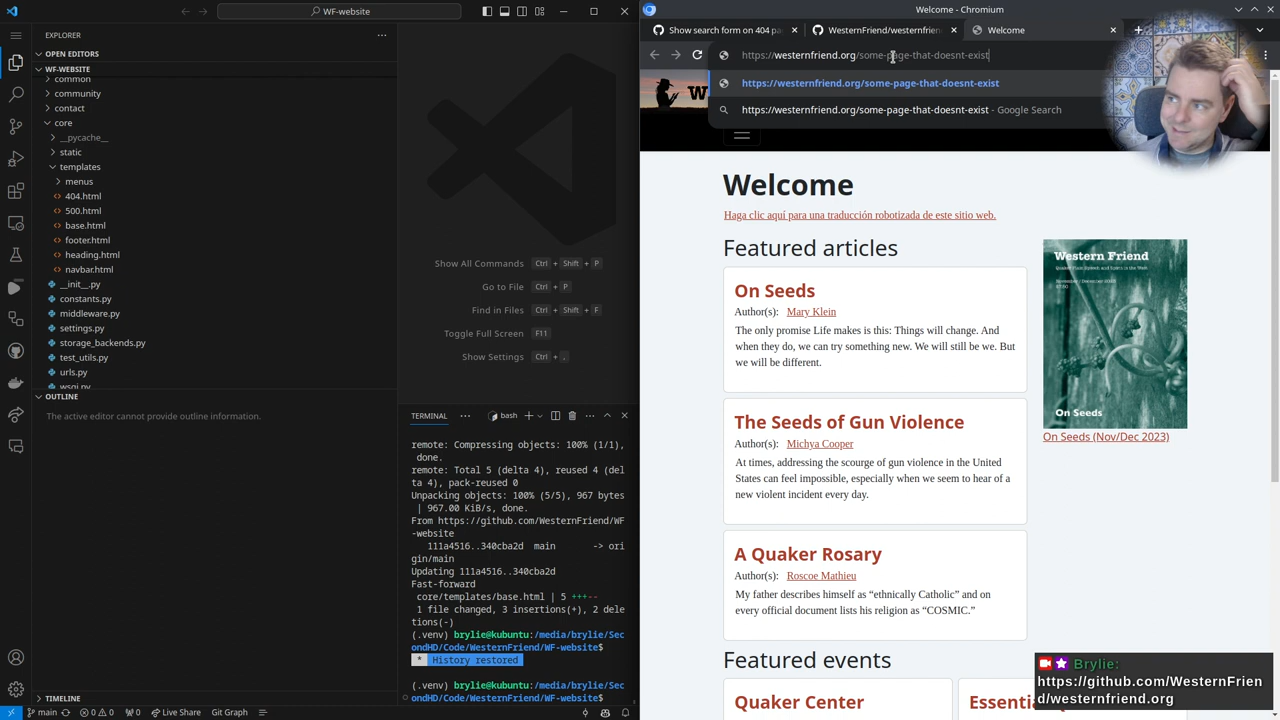 WF-website
EXPLORER
OPEN EDITORS
WF-WEBSITE
common
community
contact
core
__pycache__
static
templates
menus
404.html
500.html
base.html
footer.html
heading.html
navbar.html
__init__.py
constants.py
middleware.py
settings.py
storage_backends.py
test_utils.py
urls.py
wsgi.py
OUTLINE
The active editor cannot provide outline information.
TIMELINE
Show All Commands Ctrl + Shift + P
Go to File Ctrl + P
Find in Files Ctrl + Shift + F
Toggle Full Screen F11
Show Settings Ctrl + ,
TERMINAL
bash
remote: Compressing objects: 100% (1/1),
done.
remote: Total 5 (delta 4), reused 4 (del
ta 4), pack-reused 0
Unpacking objects: 100% (5/5), 967 bytes
| 967.00 KiB/s, done.
From https://github.com/WesternFriend/WF
-website
111a4516..340cba2d main -> ori
gin/main
Updating 111a4516..340cba2d
Fast-forward
core/templates/base.html | 5 +++--
1 file changed, 3 insertions(+), 2 dele
tions(-)
(.venv) brylie@kubuntu:/media/brylie/Sec
ondHD/Code/WesternFriend/WF-website$
* History restored
(.venv) brylie@kubuntu:/media/brylie/Sec
ondHD/Code/WesternFriend/WF-website$
main 0 0 0 Live Share Git Graph
Welcome - Chromium
Show search form on 404 pa
WesternFriend/westernfrien
Welcome
https://westernfriend.org/some-page-that-doesnt-exist
https://westernfriend.org/some-page-that-doesnt-exist
https://westernfriend.org/some-page-that-doesnt-exist - Google Search
W
Welcome
Haga clic aquí para una traducción robotizada de este sitio web.
Featured articles
On Seeds
Author(s): Mary Klein
The only promise Life makes is this: Things will change. And
when they do, we can try something new. We will still be we. But
we will be different.
The Seeds of Gun Violence
Author(s): Michya Cooper
At times, addressing the scourge of gun violence in the United
States can feel impossible, especially when we seem to hear of a
new violent incident every day.
A Quaker Rosary
Author(s): Roscoe Mathieu
My father describes himself as “ethnically Catholic” and on
every official document lists his religion as “COSMIC.”
Featured events
Quaker Center
Essentia
Western Friend
On Seeds
On Seeds (Nov/Dec 2023)
Brylie:
https://github.com/WesternFrien
d/westernfriend.org